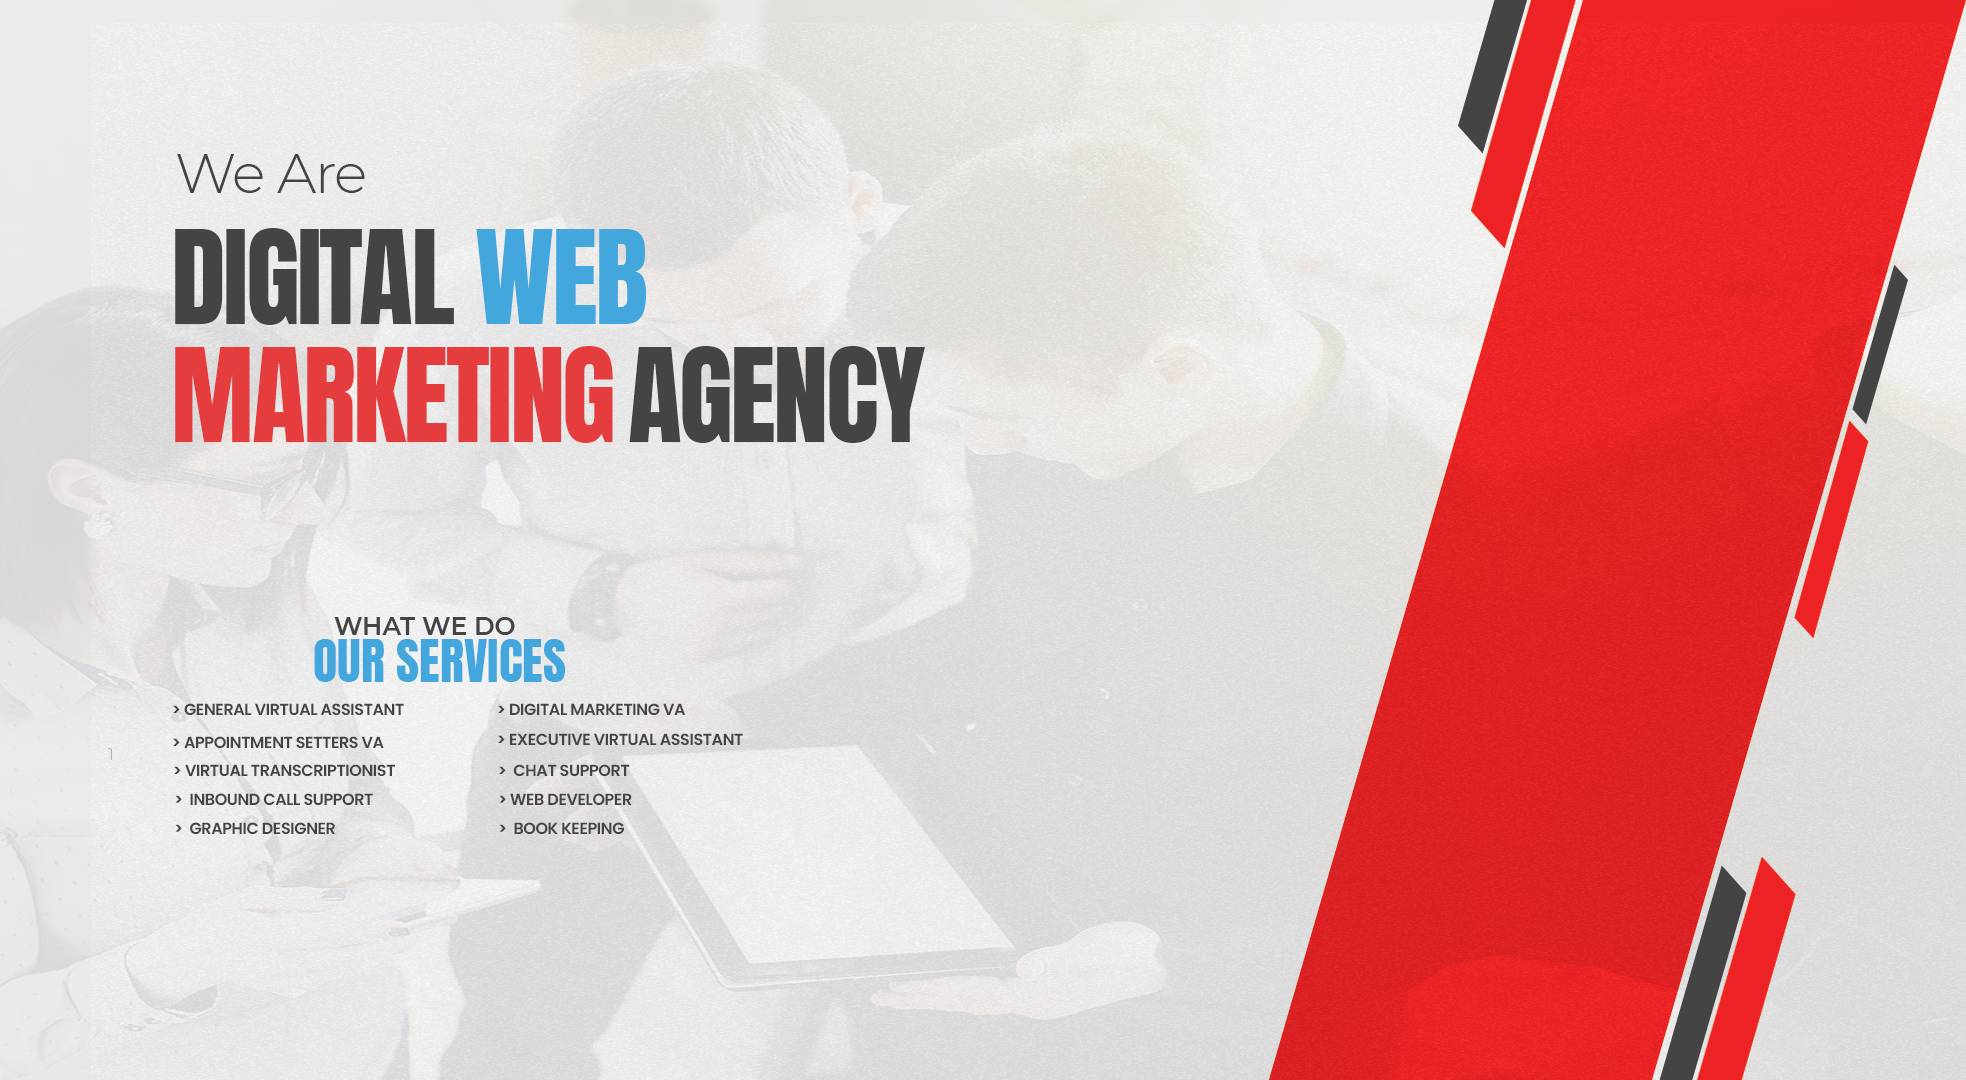 We Are
DIGITAL WEB
MARKETING AGENCY
WHAT WE DO
OUR SERVICES
> GENERAL VIRTUAL ASSISTANT
> APPOINTMENT SETTERS VA
> VIRTUAL TRANSCRIPTIONIST
> INBOUND CALL SUPPORT
> GRAPHIC DESIGNER
> DIGITAL MARKETING VA
> EXECUTIVE VIRTUAL ASSISTANT
> CHAT SUPPORT
> WEB DEVELOPER
> BOOK KEEPING